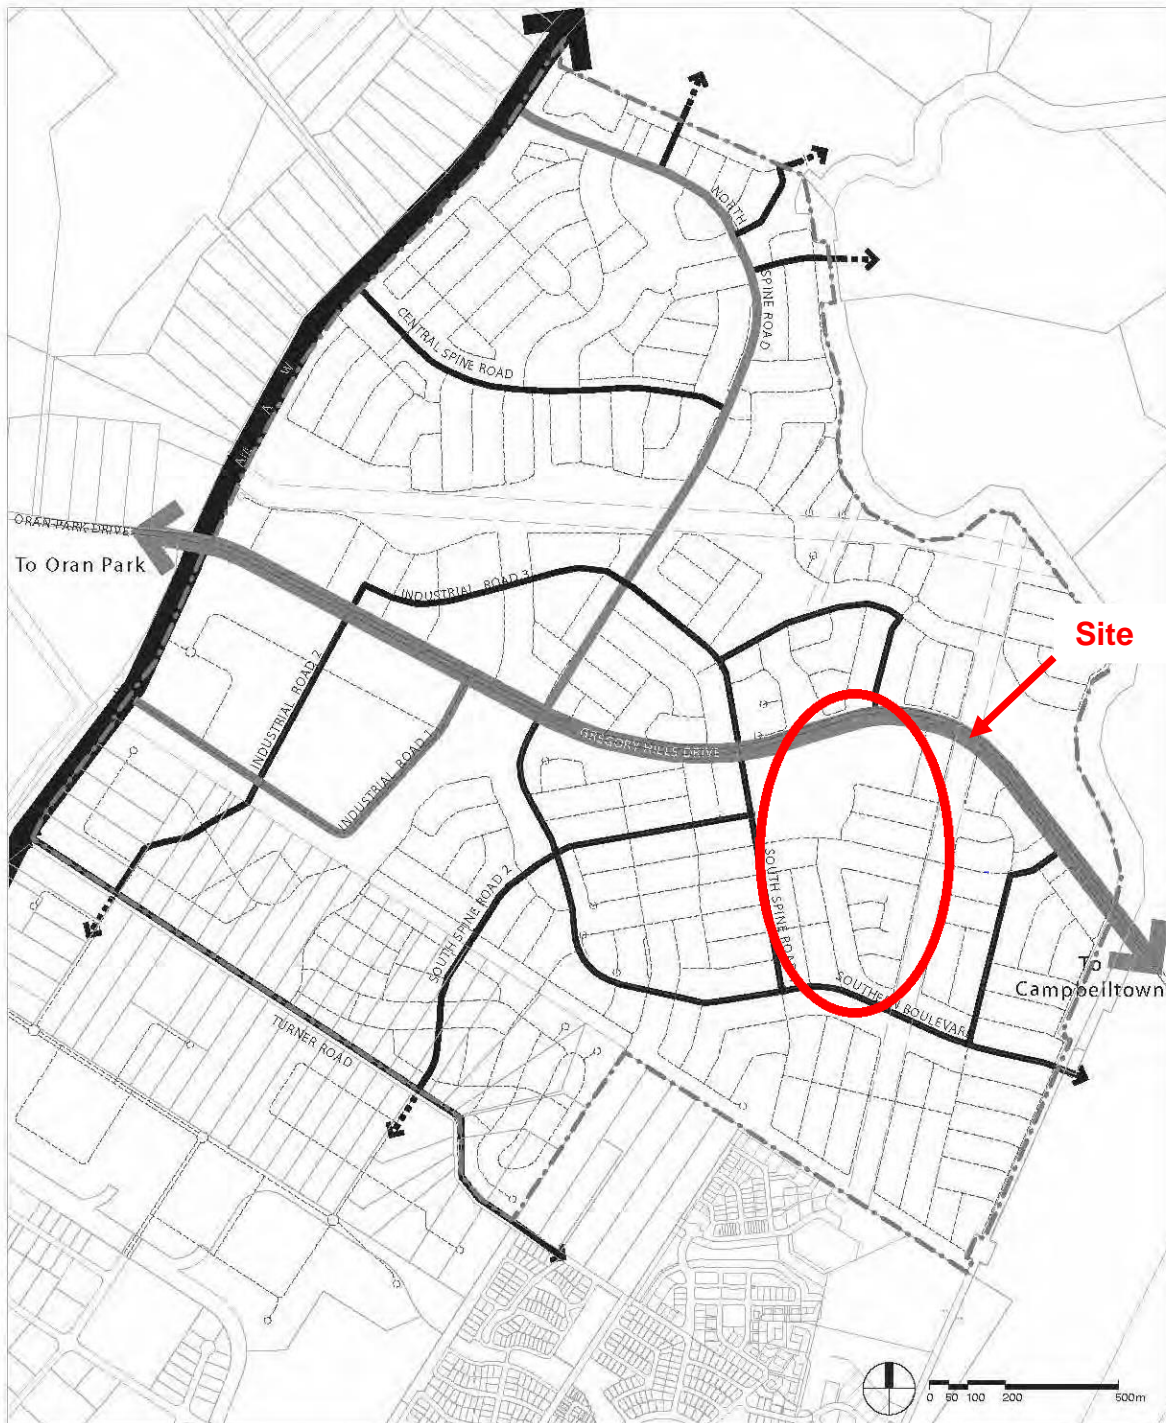 NORTH
SPINE ROAD
CENTRAL SPINE ROAD
ORAN PARK DRIVE
To Oran Park
INDUSTRIAL ROAD 3
Site
INDUSTRIAL ROAD 2
INDUSTRIAL ROAD 1
GREGORY HILLS DRIVE
SOUTH SPINE ROAD 2
SOUTH SPINE ROAD
To
Campbelltown
SOUTHERN BOULEVARD
TURNER ROAD
0 50 100 200 500m